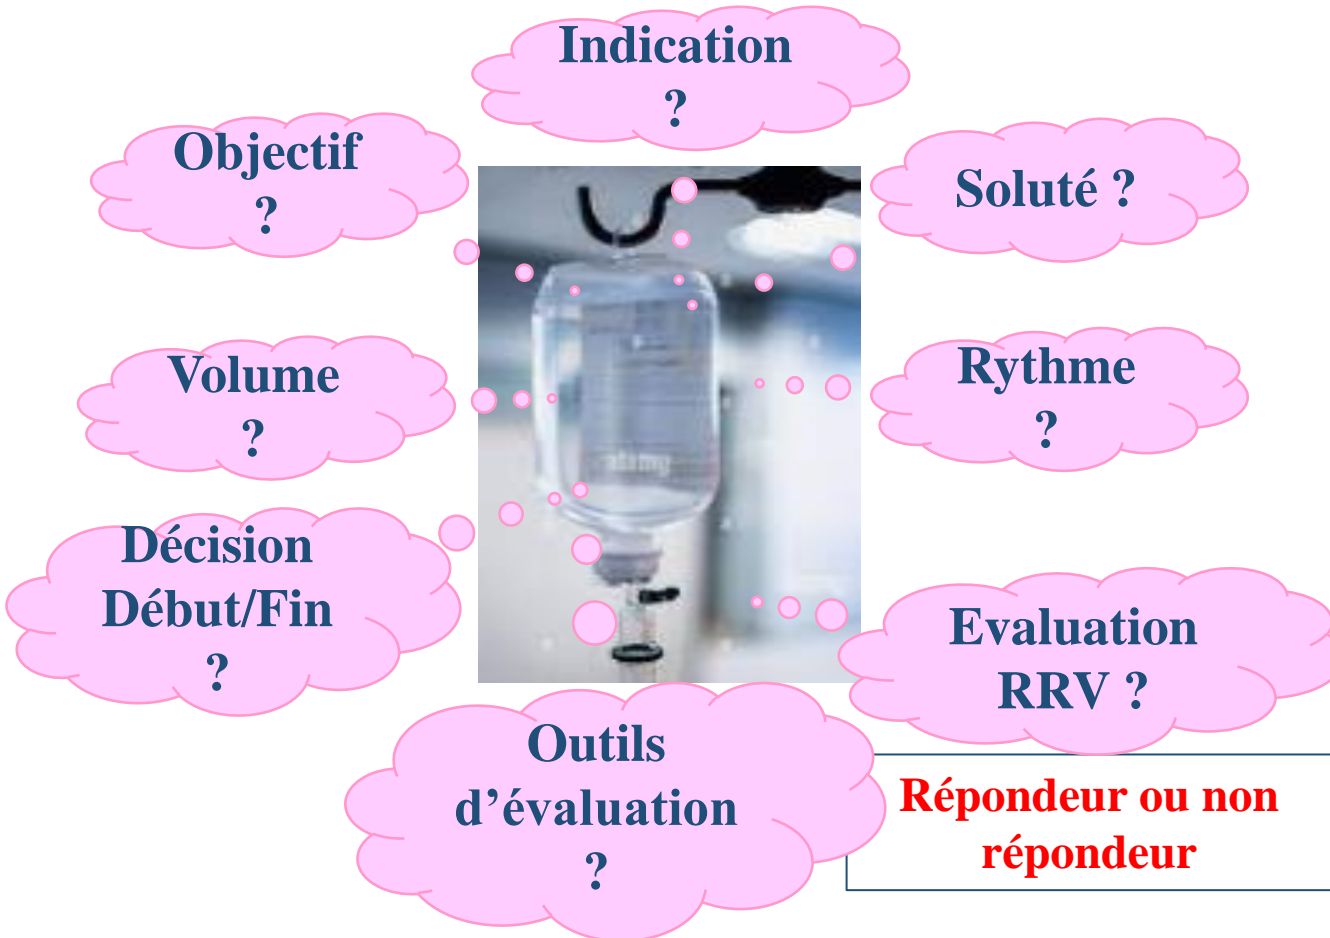 Indication
?
Objectif
?
Soluté ?
Volume
?
Rythme
?
Décision
Début/Fin
?
Evaluation
RRV ?
Outils
d’évaluation
?
Répondeur ou non
répondeur